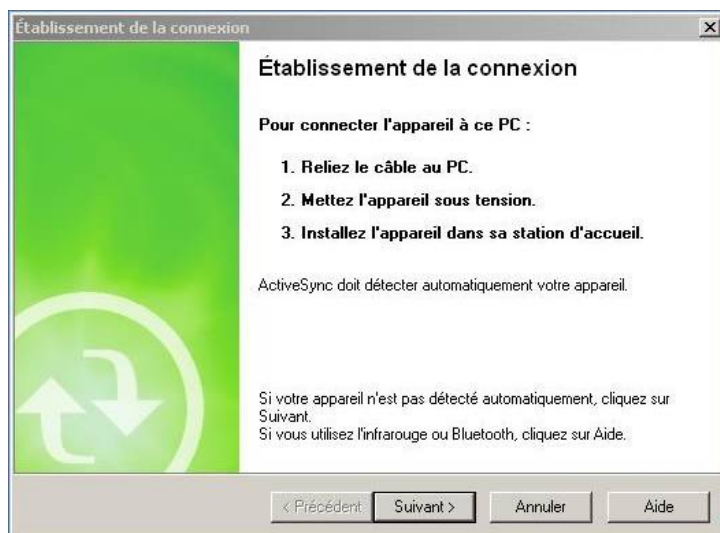 Établissement de la connexion
Établissement de la connexion
Pour connecter l'appareil à ce PC :
1. Reliez le câble au PC.
2. Mettez l'appareil sous tension.
3. Installez l'appareil dans sa station d'accueil.
ActiveSync doit détecter automatiquement votre appareil.
Si votre appareil n'est pas détecté automatiquement, cliquez sur
Suivant.
Si vous utilisez l'infrarouge ou Bluetooth, cliquez sur Aide.
< Précédent Suivant > Annuler Aide